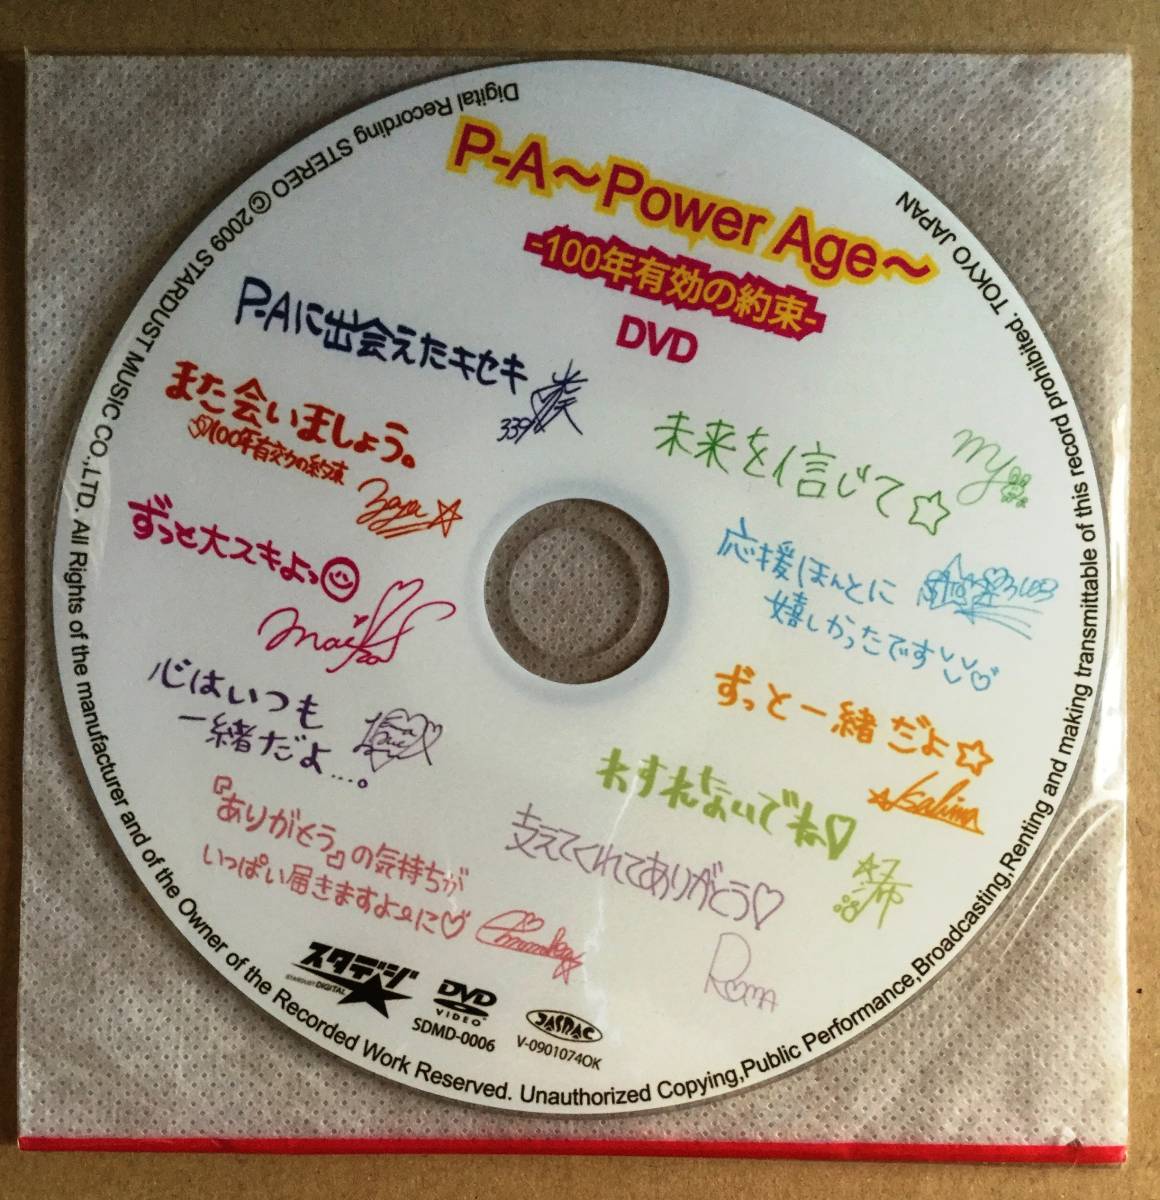 P-A～Power Age～
-100年有効の約束-
DVD
P-Aに出会えたキセキ
339
また会いましょう。
100年有効の約束
ずっと大スキよっ
mai
心はいつも
一緒だよ…。
『ありがとう』の気持ちが
いっぱい届きますよーに♡
未来を信じて☆
my
応援ほんとに
嬉しかったです
ずっと一緒だよ☆
わすれないでね♡
希
支えてくれてありがとう♡
RomA
スタデジ
STARDUST DIGITAL
DVD
VIDEO
SDMD-0006
JASRAC
V-0901074OK
Digital Recording STEREO Ⓒ 2009 STARDUST MUSIC CO.,LTD. All Rights of the manufacturer and of the Owner of the Recorded Work Reserved. Unauthorized Copying,Public Performance,Broadcasting,Renting and making transmittable of this record prohibited. TOKYO JAPAN